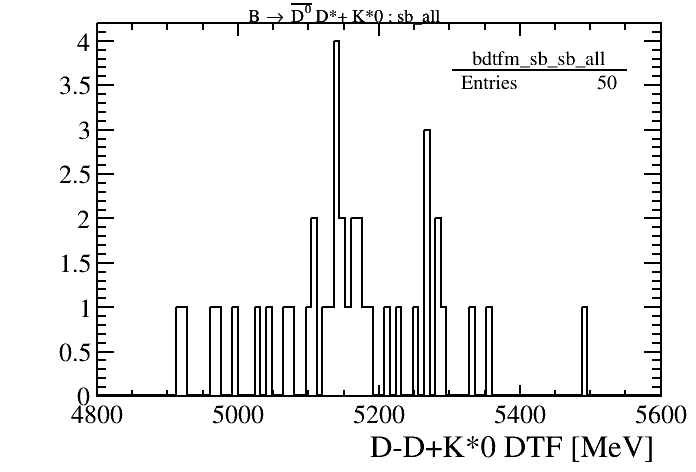 B → D⁰ D*+ K*0 : sb_all
bdtfm_sb_sb_all
Entries 50
4
3.5
3
2.5
2
1.5
1
0.5
0
4800 5000 5200 5400 5600
D-D+K*0 DTF [MeV]